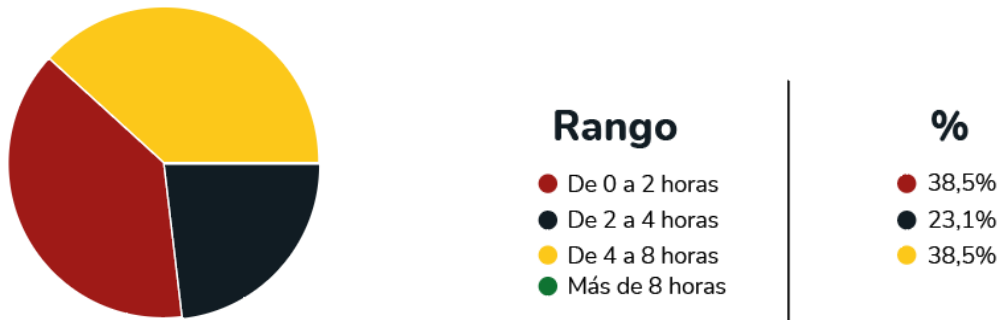 Rango
%
De 0 a 2 horas
38,5%
De 2 a 4 horas
23,1%
De 4 a 8 horas
38,5%
Más de 8 horas